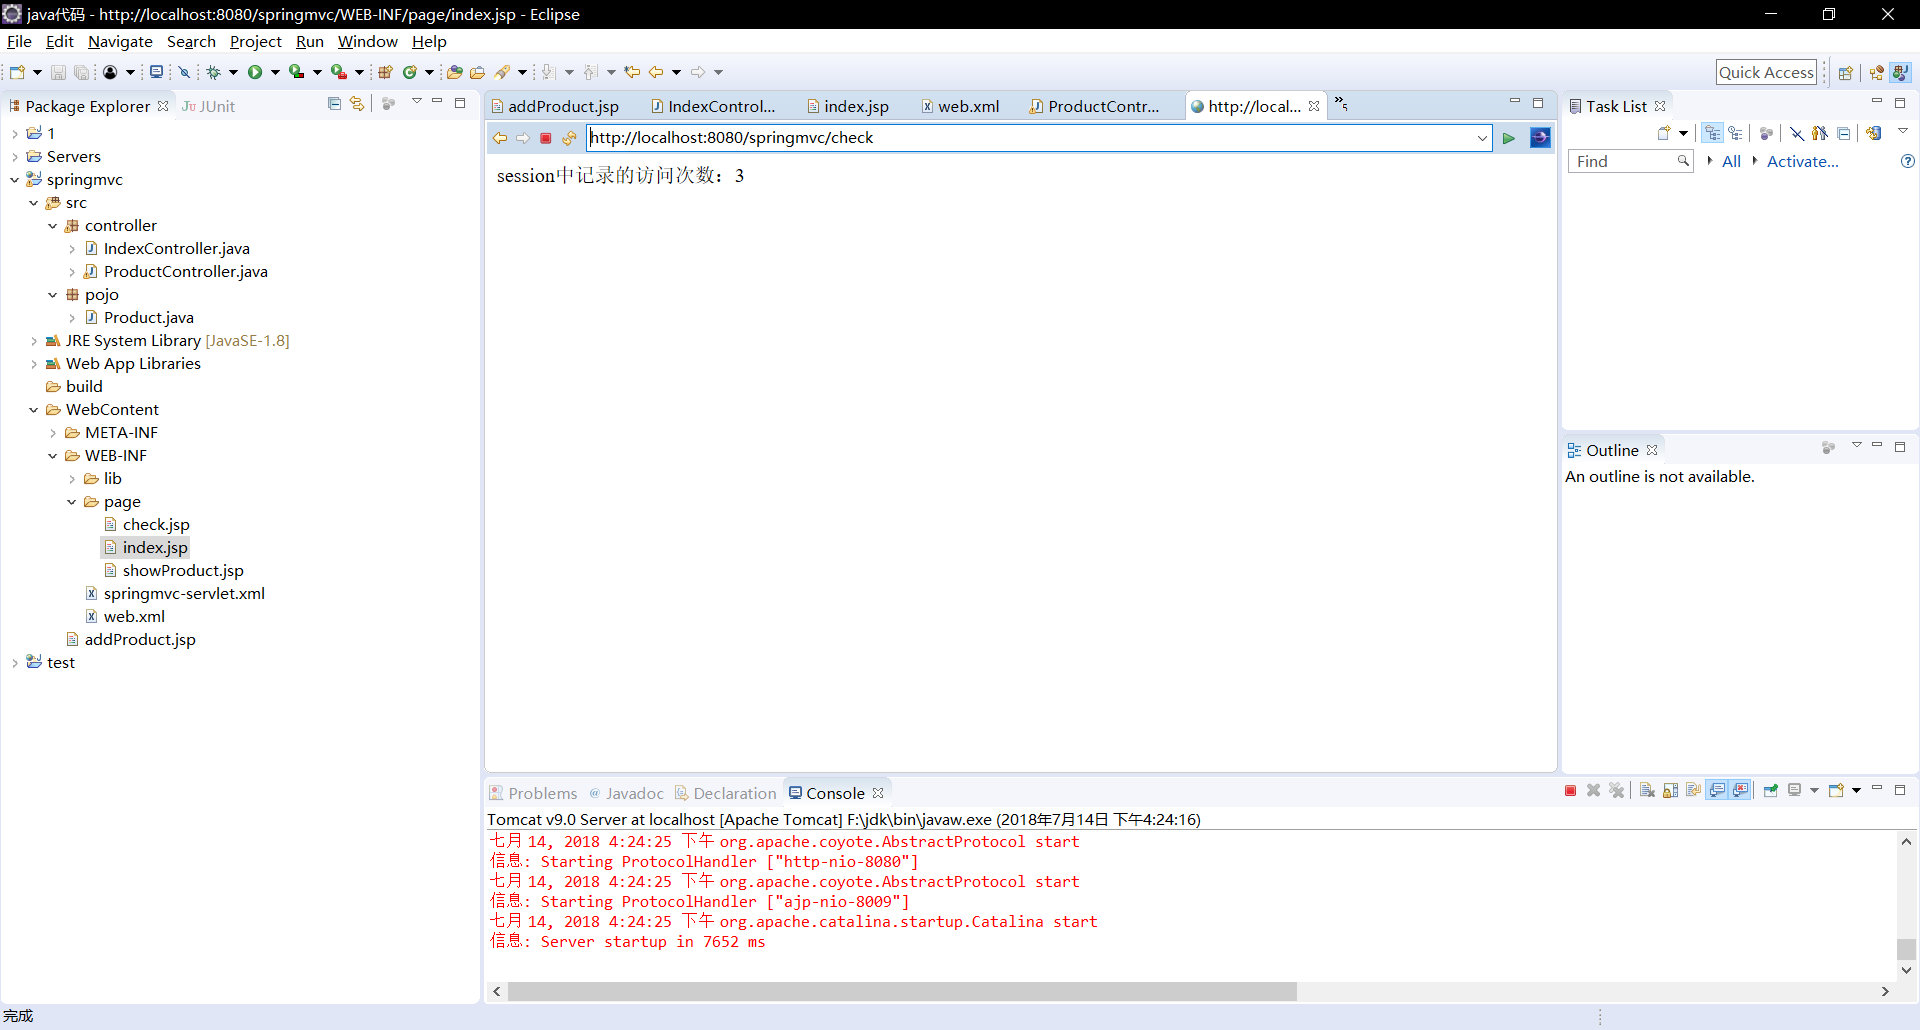 java代码 - http://localhost:8080/springmvc/WEB-INF/page/index.jsp - Eclipse
File Edit Navigate Search Project Run Window Help
Quick Access
Package Explorer JUnit
1
Servers
springmvc
src
controller
IndexController.java
ProductController.java
pojo
Product.java
JRE System Library [JavaSE-1.8]
Web App Libraries
build
WebContent
META-INF
WEB-INF
lib
page
check.jsp
index.jsp
showProduct.jsp
springmvc-servlet.xml
web.xml
addProduct.jsp
test
addProduct.jsp IndexControl... index.jsp web.xml ProductContr... http://local... »5
http://localhost:8080/springmvc/check
session中记录的访问次数：3
Task List
Find All Activate...
Outline
An outline is not available.
Problems Javadoc Declaration Console
Tomcat v9.0 Server at localhost [Apache Tomcat] F:\jdk\bin\javaw.exe (2018年7月14日 下午4:24:16)
七月 14, 2018 4:24:25 下午 org.apache.coyote.AbstractProtocol start
信息: Starting ProtocolHandler ["http-nio-8080"]
七月 14, 2018 4:24:25 下午 org.apache.coyote.AbstractProtocol start
信息: Starting ProtocolHandler ["ajp-nio-8009"]
七月 14, 2018 4:24:25 下午 org.apache.catalina.startup.Catalina start
信息: Server startup in 7652 ms
完成